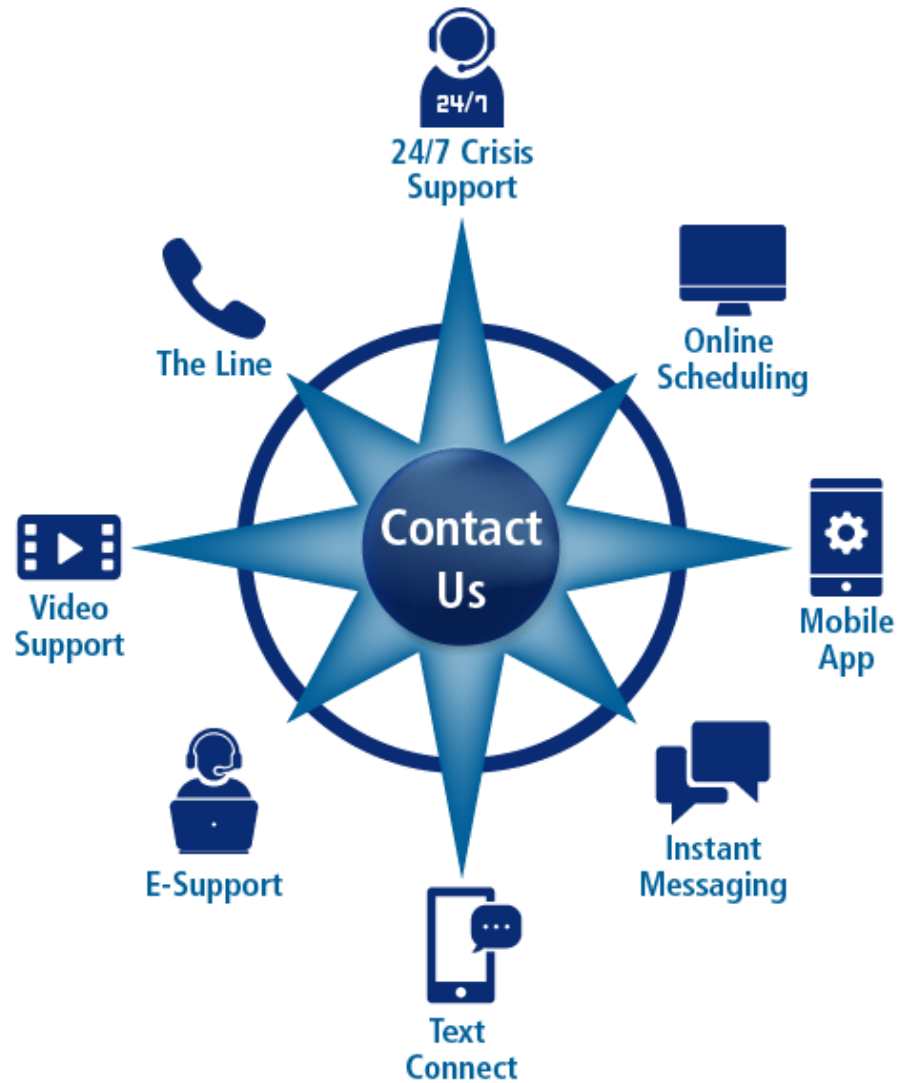 24/7
24/7 Crisis
Support
The Line
Online
Scheduling
Contact
Us
Video
Support
Mobile
App
E-Support
Instant
Messaging
Text
Connect